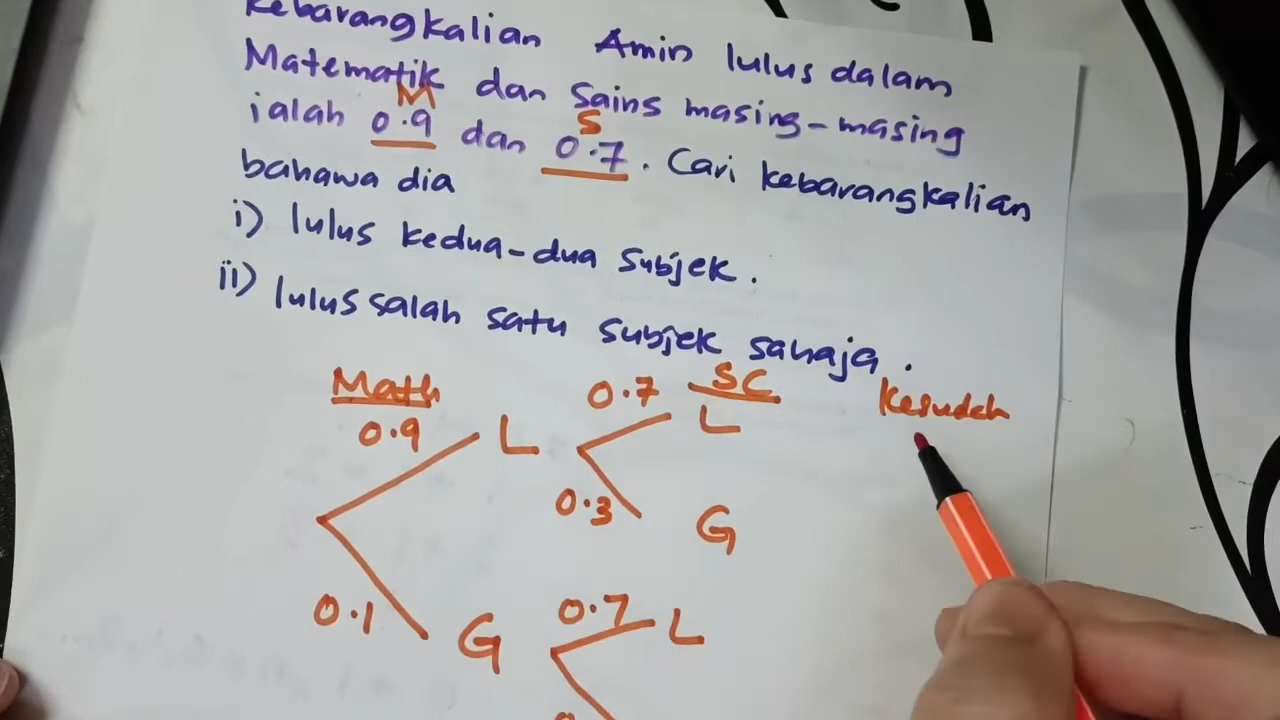 Kebarangkalian Amin lulus dalam
Matematik dan Sains masing-masing
M S
ialah 0.9 dan 0.7. Cari kebarangkalian
bahawa dia
i) lulus kedua-dua subjek.
ii) lulus salah satu subjek sahaja.
Math 0.7 SC Kesudah
0.9 L L
0.3 G
0.1 G 0.7 L